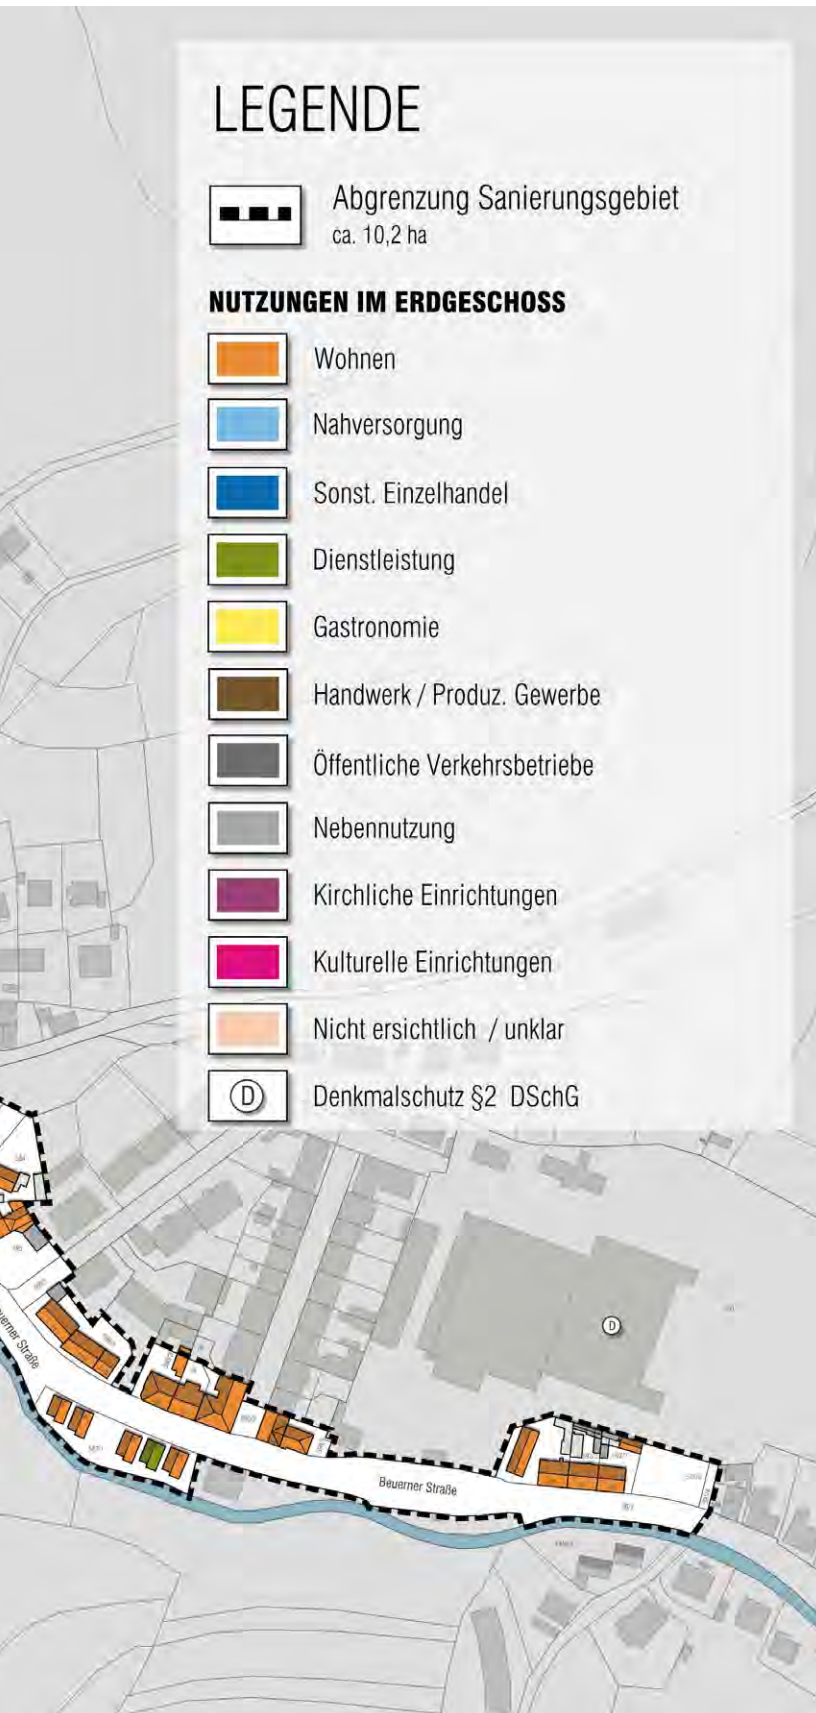 LEGENDE
Abgrenzung Sanierungsgebiet
ca. 10,2 ha
NUTZUNGEN IM ERDGESCHOSS
Wohnen
Nahversorgung
Sonst. Einzelhandel
Dienstleistung
Gastronomie
Handwerk / Produz. Gewerbe
Öffentliche Verkehrsbetriebe
Nebennutzung
Kirchliche Einrichtungen
Kulturelle Einrichtungen
Nicht ersichtlich / unklar
D Denkmalschutz §2 DSchG
D
Straße
Beuerner Straße